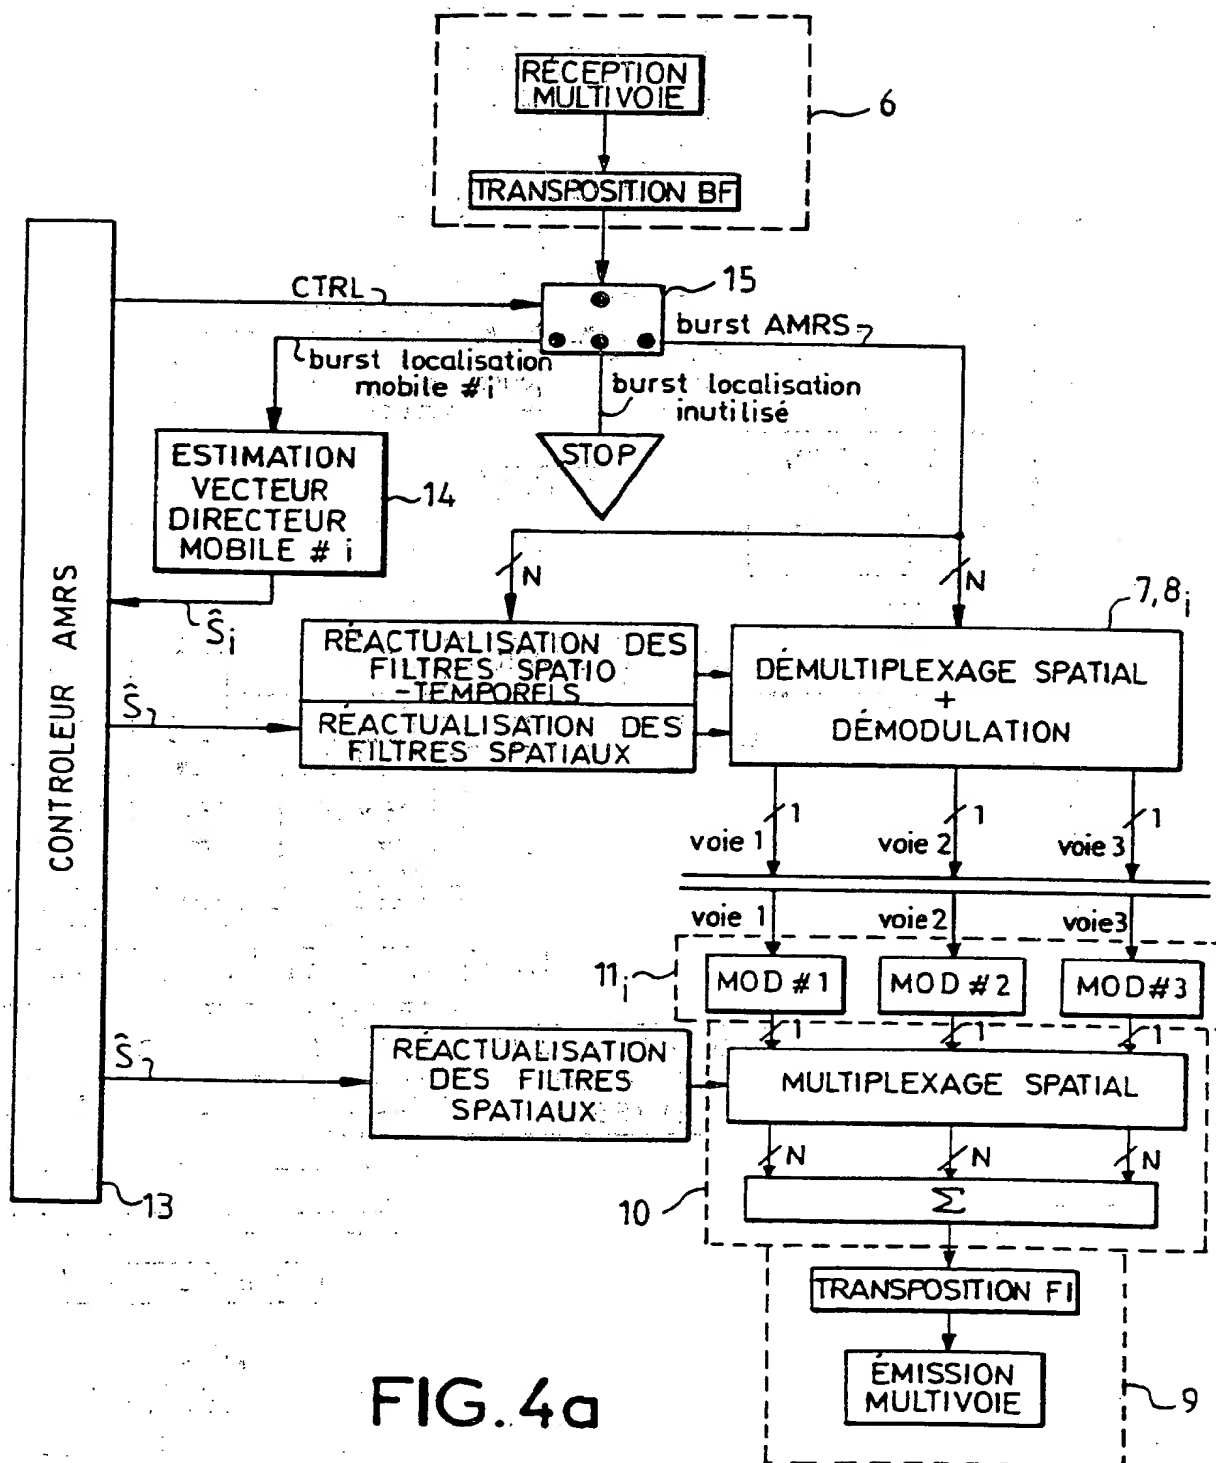 RÉCEPTION
MULTIVOIE
6
TRANSPOSITION BF
CTRL
15
burst AMRS
burst localisation
mobile # i
burst localisation
inutilisé
STOP
ESTIMATION
VECTEUR
DIRECTEUR
MOBILE # i
14
N
N
7,8i
Ŝi
RÉACTUALISATION DES
FILTRES SPATIO
-TEMPORELS
RÉACTUALISATION DES
FILTRES SPATIAUX
DÉMULTIPLEXAGE SPATIAL
+
DÉMODULATION
Ŝ
CONTROLEUR AMRS
1
1
1
voie 1
voie 2
voie 3
voie 1
voie 2
voie 3
11i
MOD #1
MOD #2
MOD #3
1
1
1
Ŝ
RÉACTUALISATION
DES FILTRES
SPATIAUX
MULTIPLEXAGE SPATIAL
N
N
N
13
10
Σ
TRANSPOSITION FI
ÉMISSION
MULTIVOIE
9
FIG. 4a